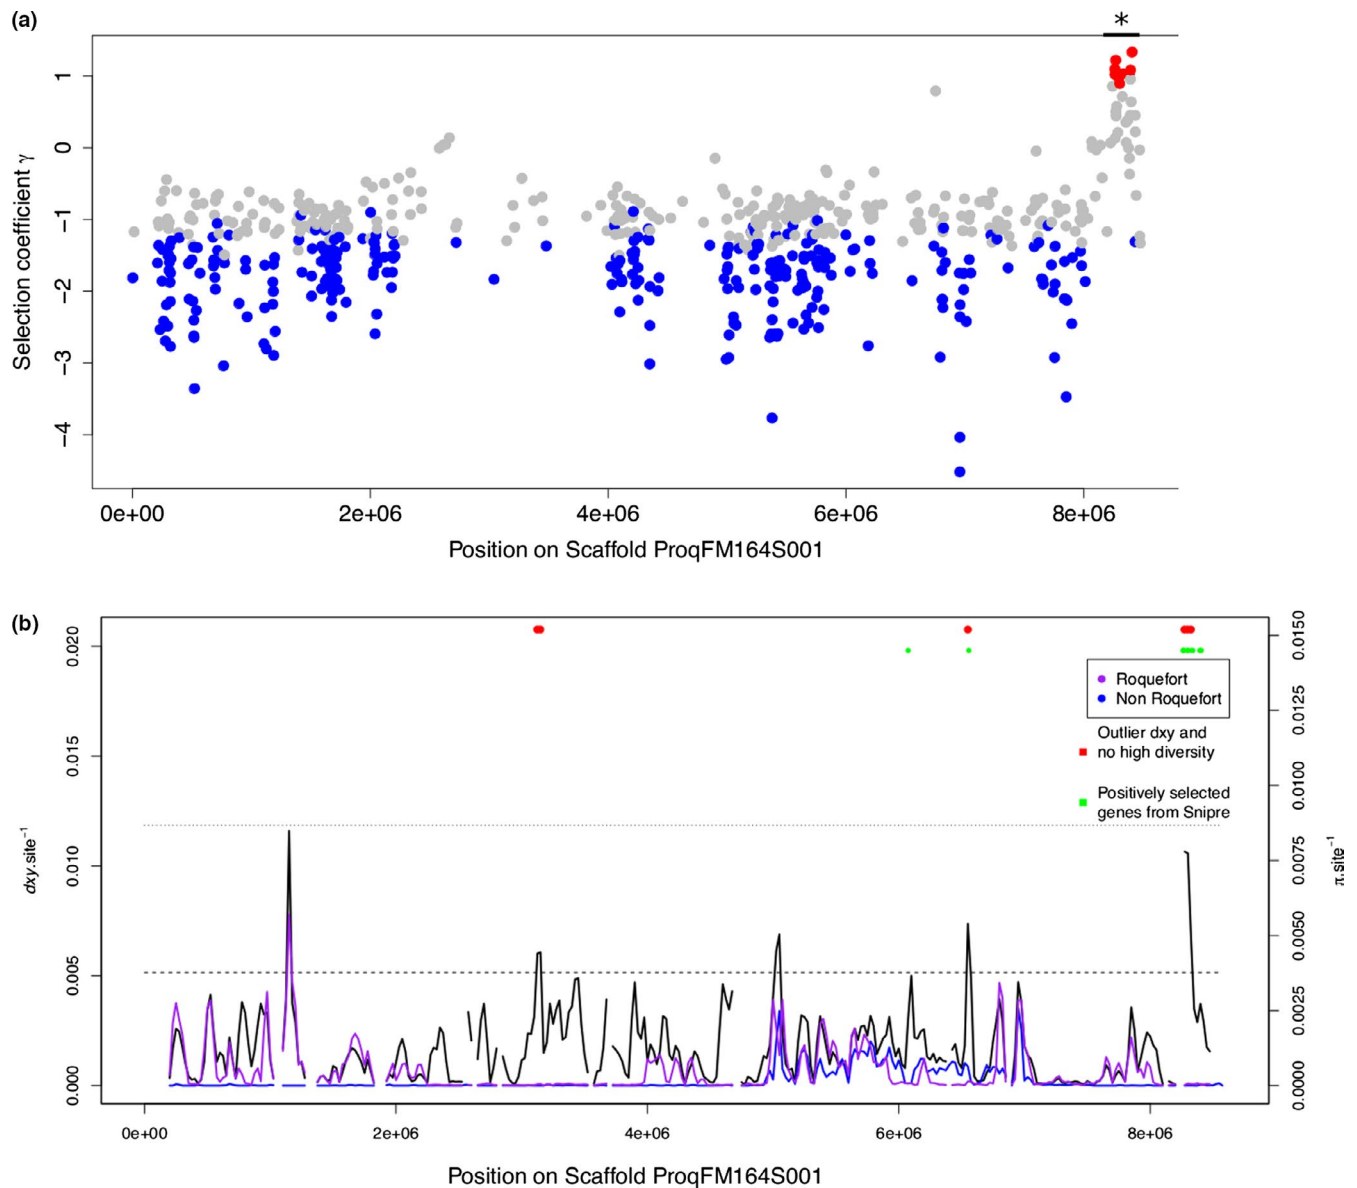 (a)
*
1
0
−1
−2
−3
−4
Selection coefficient γ
0e+00 2e+06 4e+06 6e+06 8e+06
Position on Scaffold ProqFM164S001
(b)
0.020
0.015
0.010
0.005
0.000
dxy.site⁻¹
Roquefort
Non Roquefort
Outlier dxy and
no high diversity
Positively selected
genes from Snipre
0.0150
0.0125
0.0100
0.0075
0.0050
0.0025
0.0000
π.site⁻¹
0e+00 2e+06 4e+06 6e+06 8e+06
Position on Scaffold ProqFM164S001